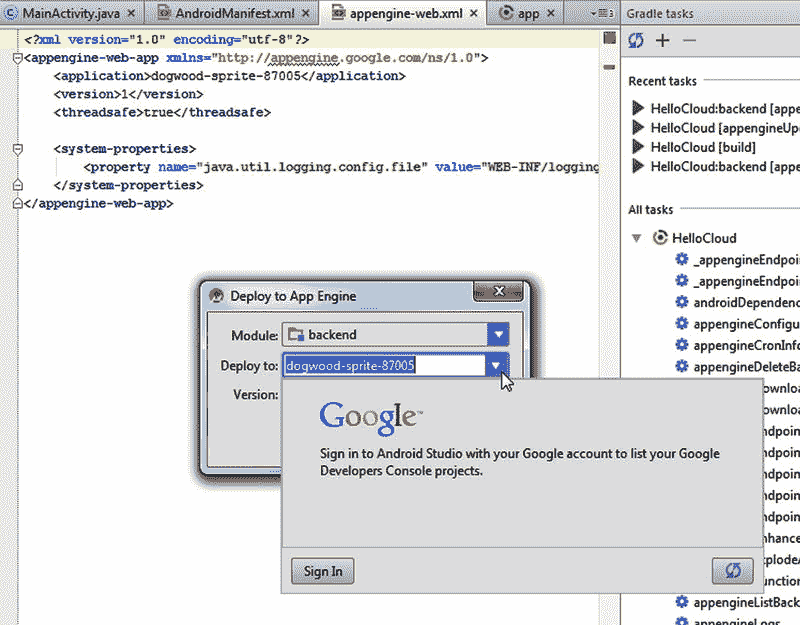 MainActivity.java
AndroidManifest.xml
appengine-web.xml
app
Gradle tasks
<?xml version="1.0" encoding="utf-8"?>
<appengine-web-app xmlns="http://appengine.google.com/ns/1.0">
<application>dogwood-sprite-87005</application>
<version>1</version>
<threadsafe>true</threadsafe>
<system-properties>
<property name="java.util.logging.config.file" value="WEB-INF/logging
</system-properties>
</appengine-web-app>
Recent tasks
HelloCloud:backend [appe
HelloCloud [appengineUp
HelloCloud [build]
HelloCloud:backend [appe
All tasks
HelloCloud
_appengineEndpoi
_appengineEndpoi
androidDependenc
appengineConfigu
appengineCronInfo
appengineDeleteBa
ownloa
ownloa
ndpoin
ndpoin
ndpoin
ndpoin
ndpoin
nhance
xplodeA
unction
appengineListBack
appengineLogs
Deploy to App Engine
Module: backend
Deploy to: dogwood-sprite-87005
Version:
Google™
Sign in to Android Studio with your Google account to list your Google
Developers Console projects.
Sign In